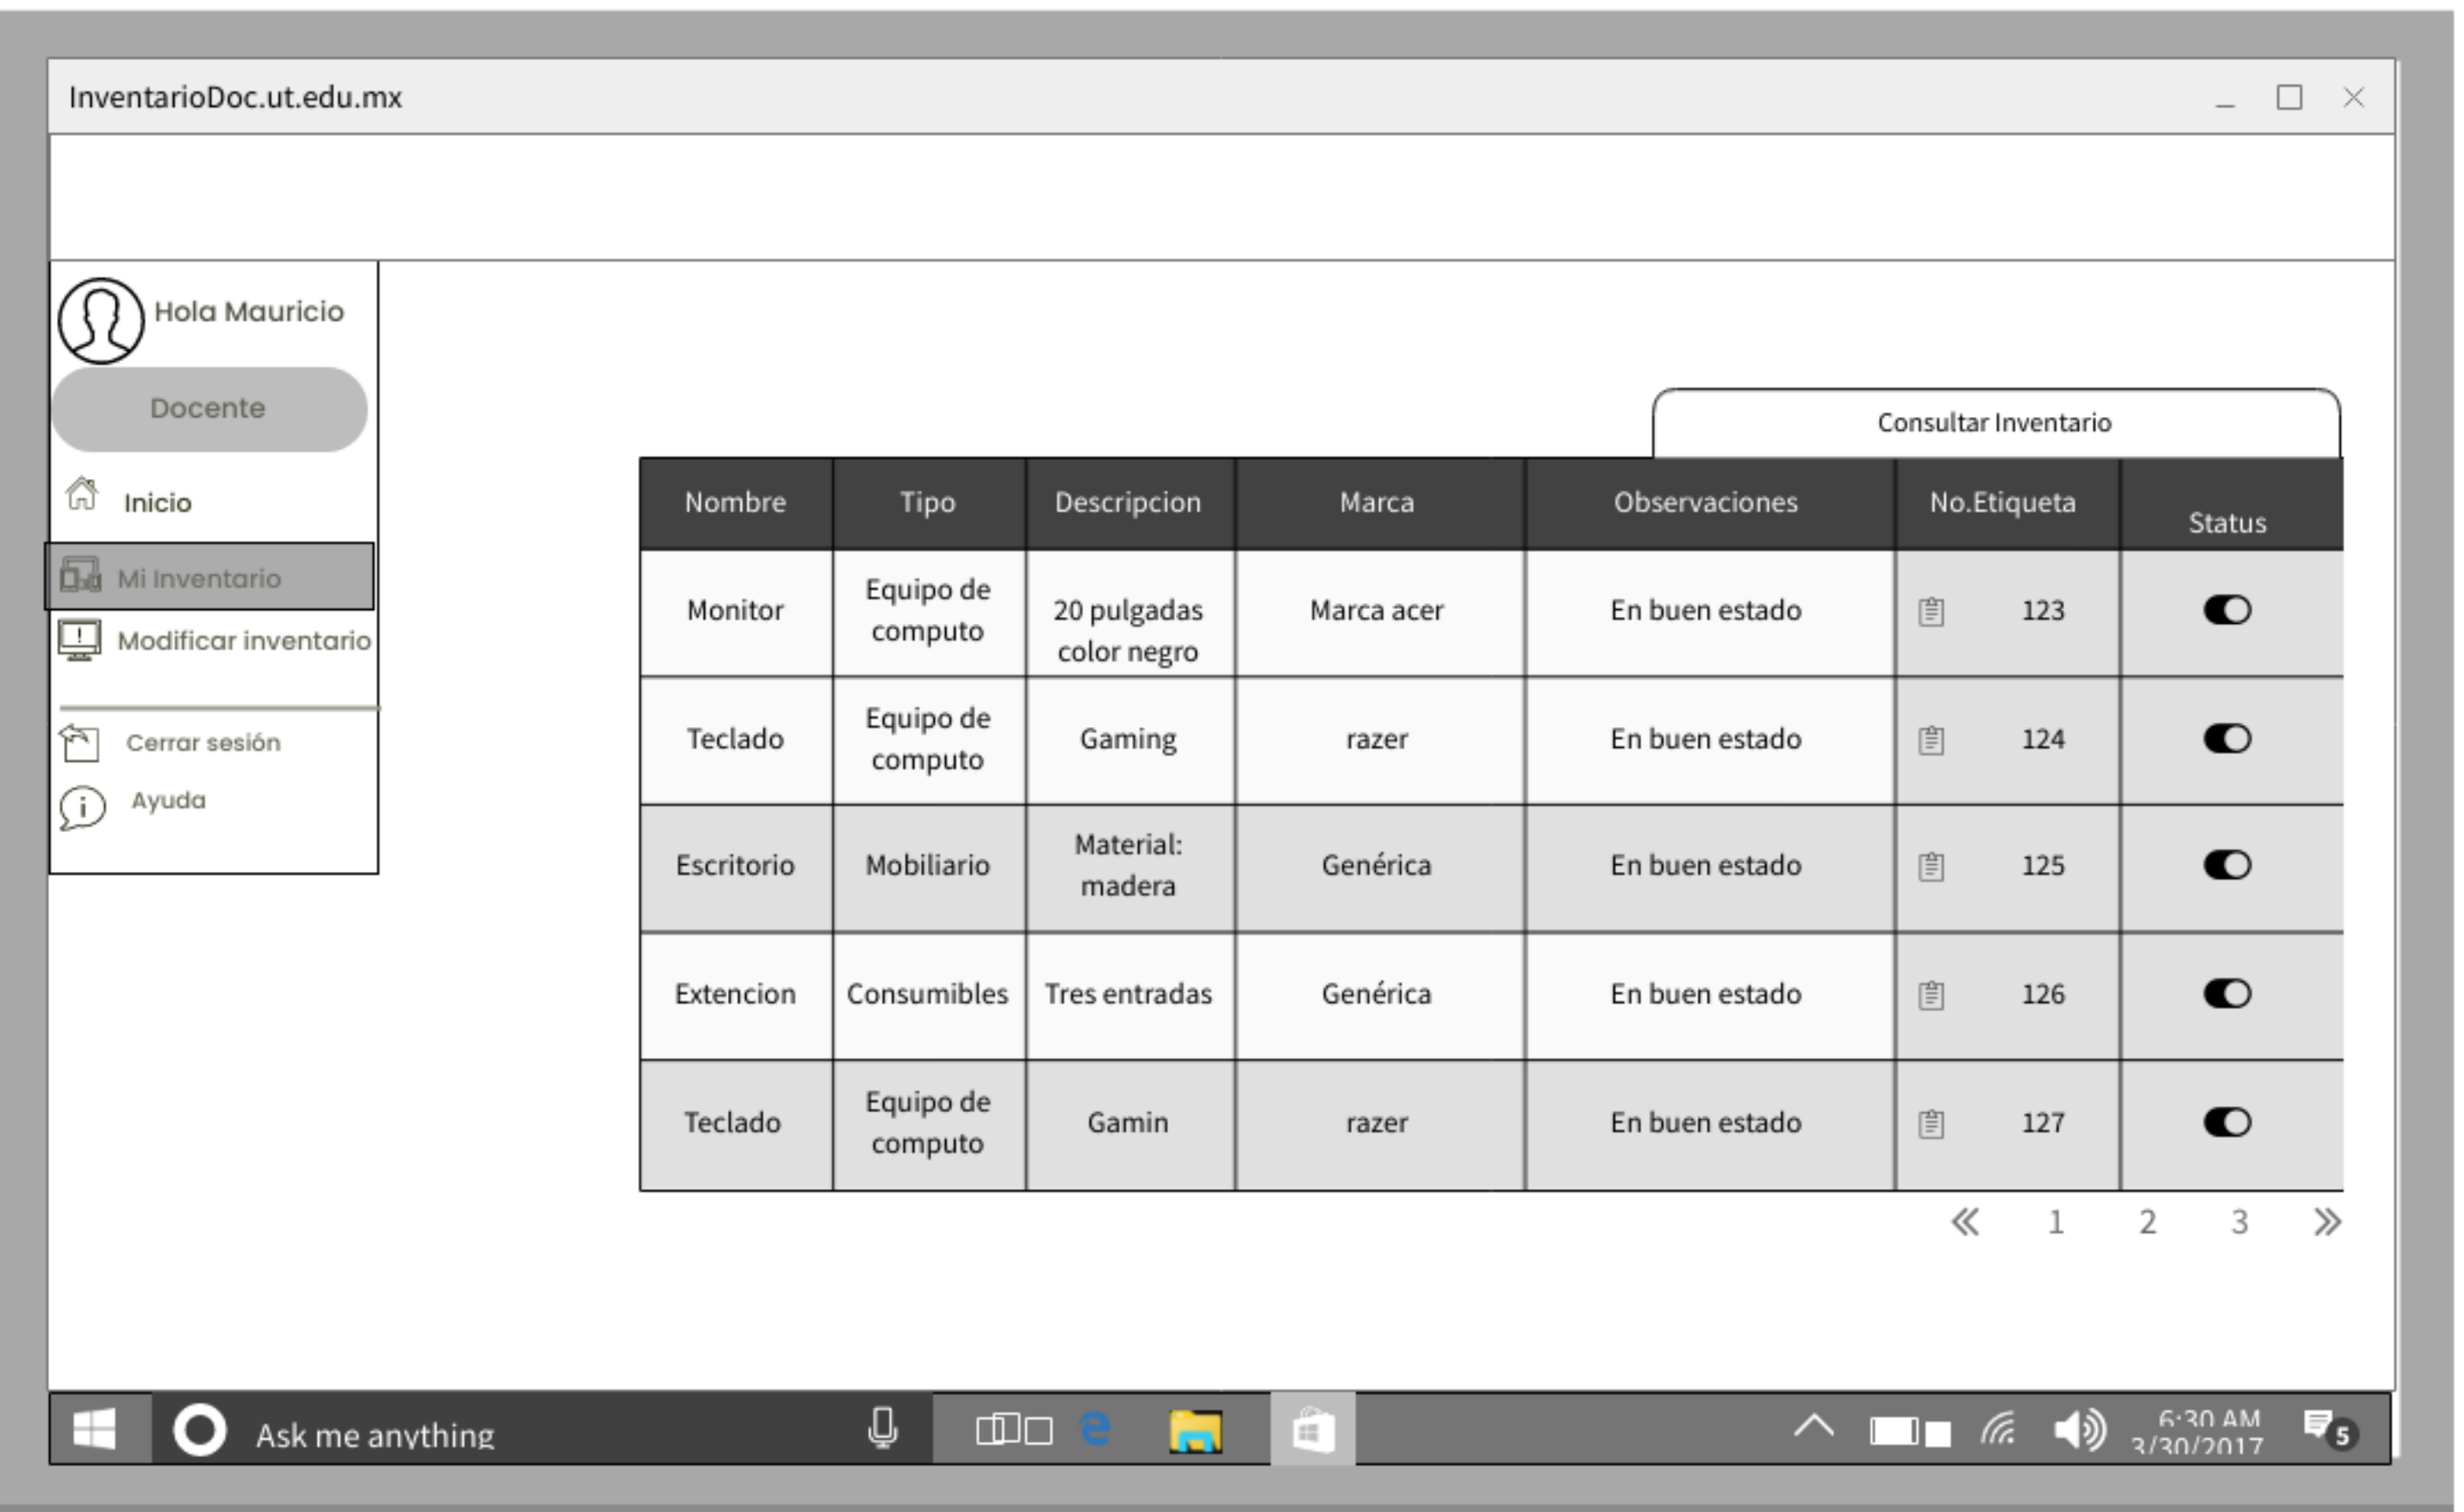 InventarioDoc.ut.edu.mx
Hola Mauricio
Docente
Inicio
Mi Inventario
Modificar inventario
Cerrar sesión
Ayuda
Consultar Inventario
Nombre Tipo Descripcion Marca Observaciones No.Etiqueta Status
Monitor Equipo de computo 20 pulgadas color negro Marca acer En buen estado 123
Teclado Equipo de computo Gaming razer En buen estado 124
Escritorio Mobiliario Material: madera Genérica En buen estado 125
Extencion Consumibles Tres entradas Genérica En buen estado 126
Teclado Equipo de computo Gamin razer En buen estado 127
« 1 2 3 »
Ask me anything
6:30 AM
3/30/2017
5